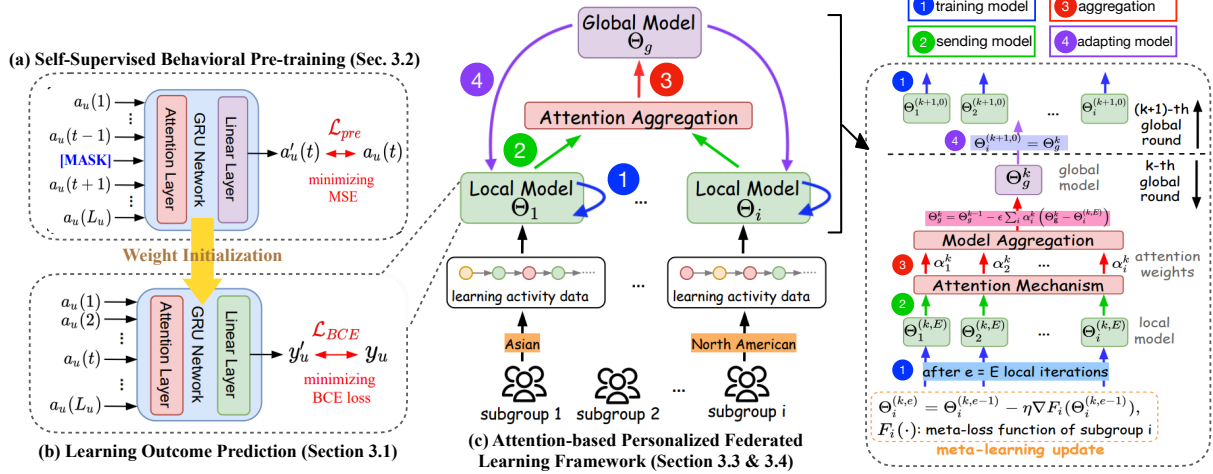 (a) Self-Supervised Behavioral Pre-training (Sec. 3.2)
a_u(1)
⋮
a_u(t−1)
[MASK]
a_u(t+1)
⋮
a_u(L_u)
Attention Layer
GRU Network
Linear Layer
a′_u(t) ↔ a_u(t)
ℒ_pre
minimizing
MSE
Weight Initialization
a_u(1)
a_u(2)
⋮
a_u(t)
⋮
a_u(L_u)
Attention Layer
GRU Network
Linear Layer
y′_u ↔ y_u
ℒ_BCE
minimizing
BCE loss
(b) Learning Outcome Prediction (Section 3.1)
Global Model
Θ_g
4
3
Attention Aggregation
2
1
Local Model
Θ_1
...
Local Model
Θ_i
learning activity data
...
learning activity data
Asian
North American
...
subgroup 1
subgroup 2
subgroup i
(c) Attention-based Personalized Federated
Learning Framework (Section 3.3 & 3.4)
1 training model
3 aggregation
2 sending model
4 adapting model
1
Θ_1^(k+1,0) Θ_2^(k+1,0) ... Θ_i^(k+1,0)
(k+1)-th
global
round
4
Θ_i^(k+1,0) = Θ_g^k
k-th
global
round
Θ_g^k
global
model
Θ_g^k = Θ_g^{k−1} − ϵ ∑_i α_i^k (Θ_g^k − Θ_i^(k,E))
Model Aggregation
3
α_1^k α_2^k ... α_i^k
attention
weights
Attention Mechanism
2
Θ_1^(k,E) Θ_2^(k,E) ... Θ_i^(k,E)
local
model
1
after e = E local iterations
Θ_i^(k,e) = Θ_i^(k,e−1) − η∇F_i(Θ_i^(k,e−1)),
F_i(·): meta-loss function of subgroup i
meta-learning update